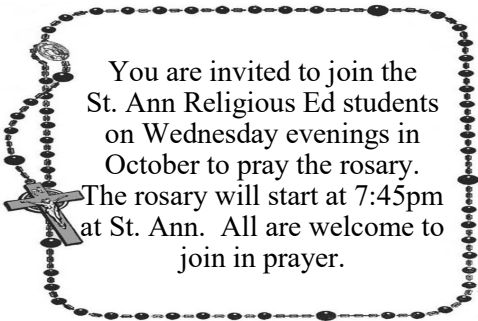 You are invited to join the
St. Ann Religious Ed students
on Wednesday evenings in
October to pray the rosary.
The rosary will start at 7:45pm
at St. Ann.  All are welcome to
join in prayer.